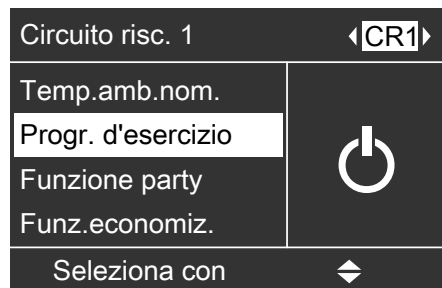 Circuito risc. 1 CR1
Temp.amb.nom.
Progr. d'esercizio
Funzione party
Funz.economiz.
Seleziona con